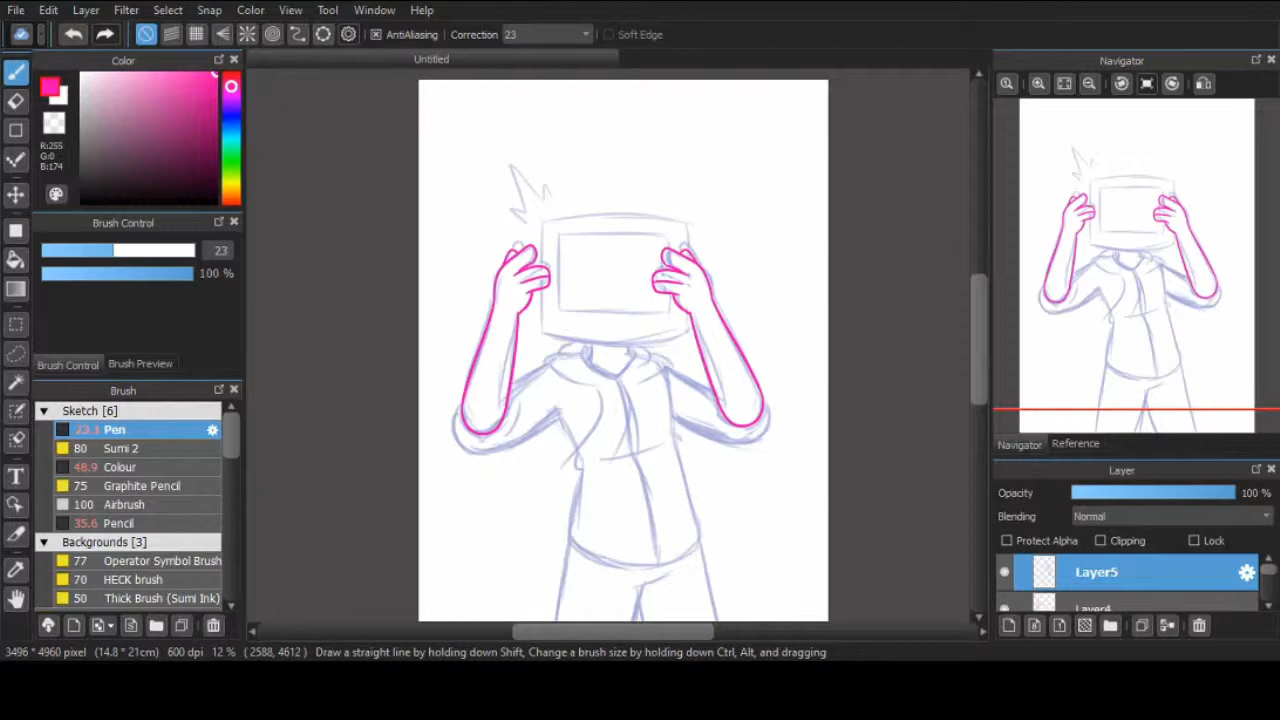 File Edit Layer Filter Select Snap Color View Tool Window Help
AntiAliasing Correction 23 Soft Edge
Color
Untitled
Navigator
R:255
G:0
B:174
Brush Control
23
100 %
Brush Control Brush Preview
Brush
Sketch [6]
23.1 Pen
80 Sumi 2
48.9 Colour
75 Graphite Pencil
100 Airbrush
35.6 Pencil
Backgrounds [3]
77 Operator Symbol Brush
70 HECK brush
50 Thick Brush (Sumi Ink)
Navigator Reference
Layer
Opacity 100 %
Blending Normal
Protect Alpha Clipping Lock
Layer5
Layer4
3496 * 4960 pixel (14.8 * 21cm) 600 dpi 12 % ( 2588, 4612 ) Draw a straight line by holding down Shift, Change a brush size by holding down Ctrl, Alt, and dragging